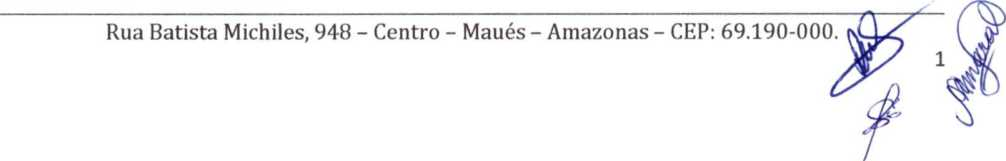 Rua Batista Michiles, 948 – Centro – Maués – Amazonas – CEP: 69.190-000.
1